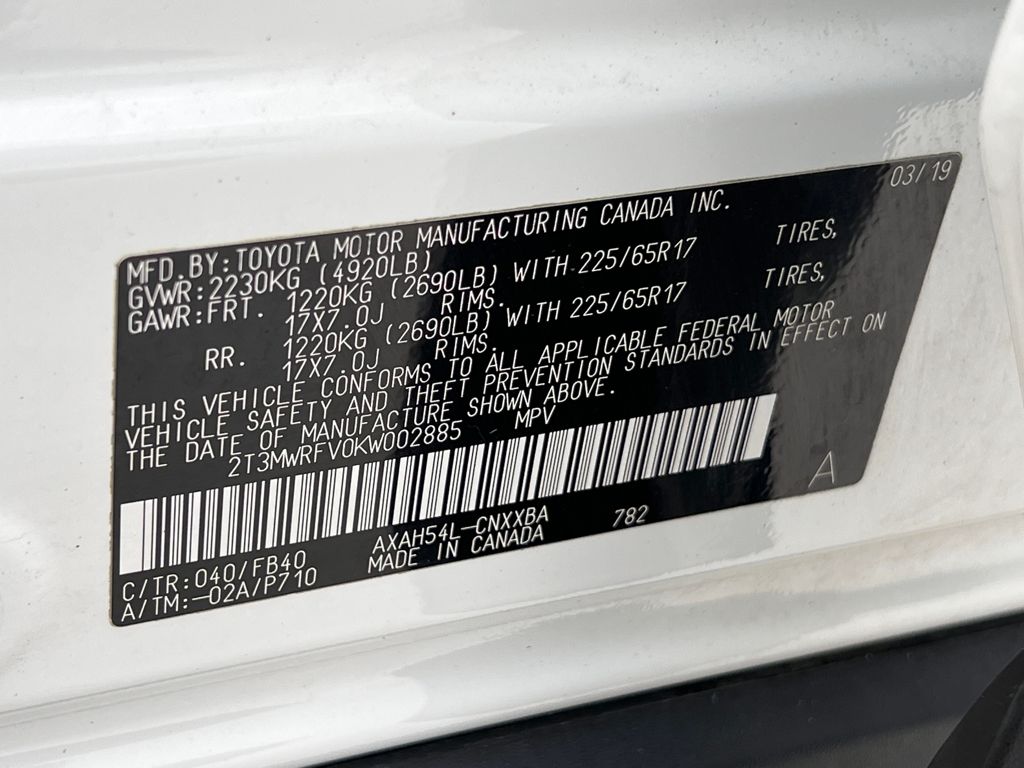 03/19
MFD.BY:TOYOTA MOTOR MANUFACTURING CANADA INC.
GVWR:2230KG (4920LB)
GAWR:FRT. 1220KG (2690LB) WITH 225/65R17 TIRES,
17X7.0J RIMS.
RR. 1220KG (2690LB) WITH 225/65R17 TIRES,
17X7.0J RIMS.
THIS VEHICLE CONFORMS TO ALL APPLICABLE FEDERAL MOTOR
VEHICLE SAFETY AND THEFT PREVENTION STANDARDS IN EFFECT ON
THE DATE OF MANUFACTURE SHOWN ABOVE.
2T3MWRFV0KW002885 MPV
A
AXAH54L-CNXXBA 782
C/TR:040/FB40 MADE IN CANADA
A/TM:-02A/P710